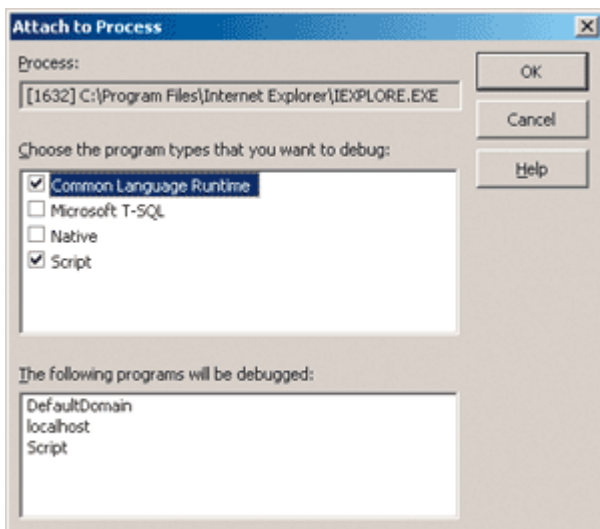 Attach to Process
Process:
OK
[1632] C:\Program Files\Internet Explorer\IEXPLORE.EXE
Cancel
Choose the program types that you want to debug:
Help
Common Language Runtime
Microsoft T-SQL
Native
Script
The following programs will be debugged:
DefaultDomain
localhost
Script